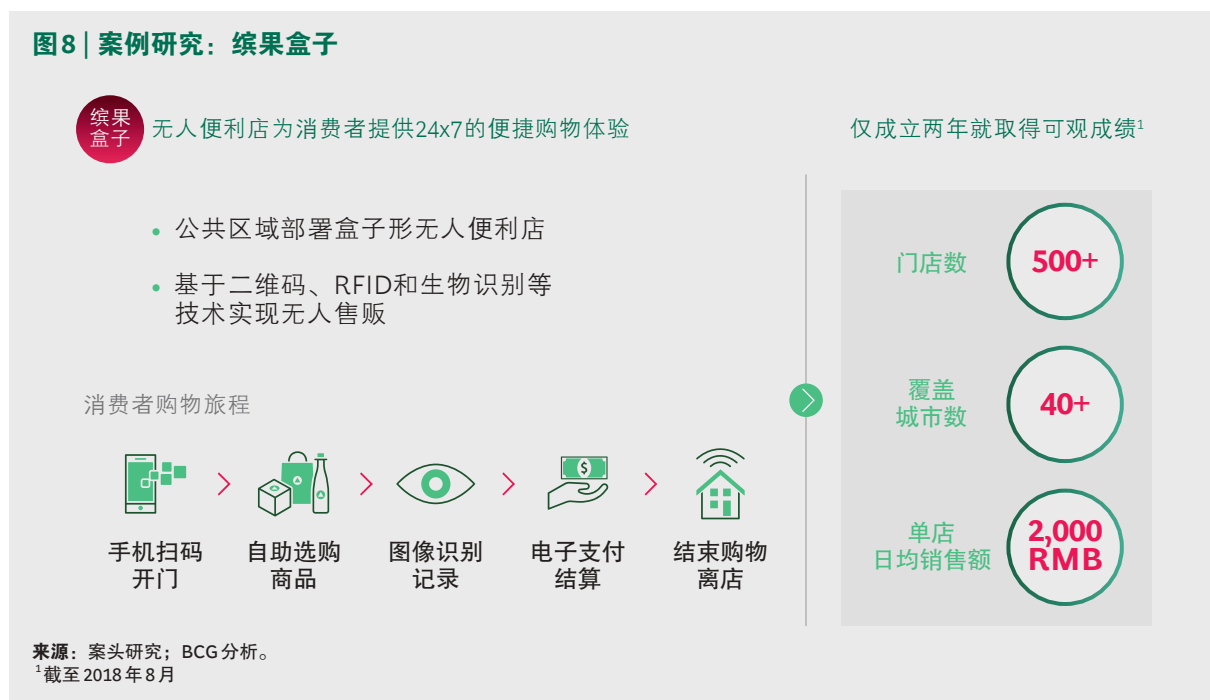 图8 | 案例研究：缤果盒子
缤果
盒子
无人便利店为消费者提供24x7的便捷购物体验
• 公共区域部署盒子形无人便利店
• 基于二维码、RFID和生物识别等
技术实现无人售贩
消费者购物旅程
$
手机扫码
开门
自助选购
商品
图像识别
记录
电子支付
结算
结束购物
离店
仅成立两年就取得可观成绩¹
门店数
500+
覆盖
城市数
40+
单店
日均销售额
2,000
RMB
来源：案头研究；BCG分析。
¹截至2018年8月